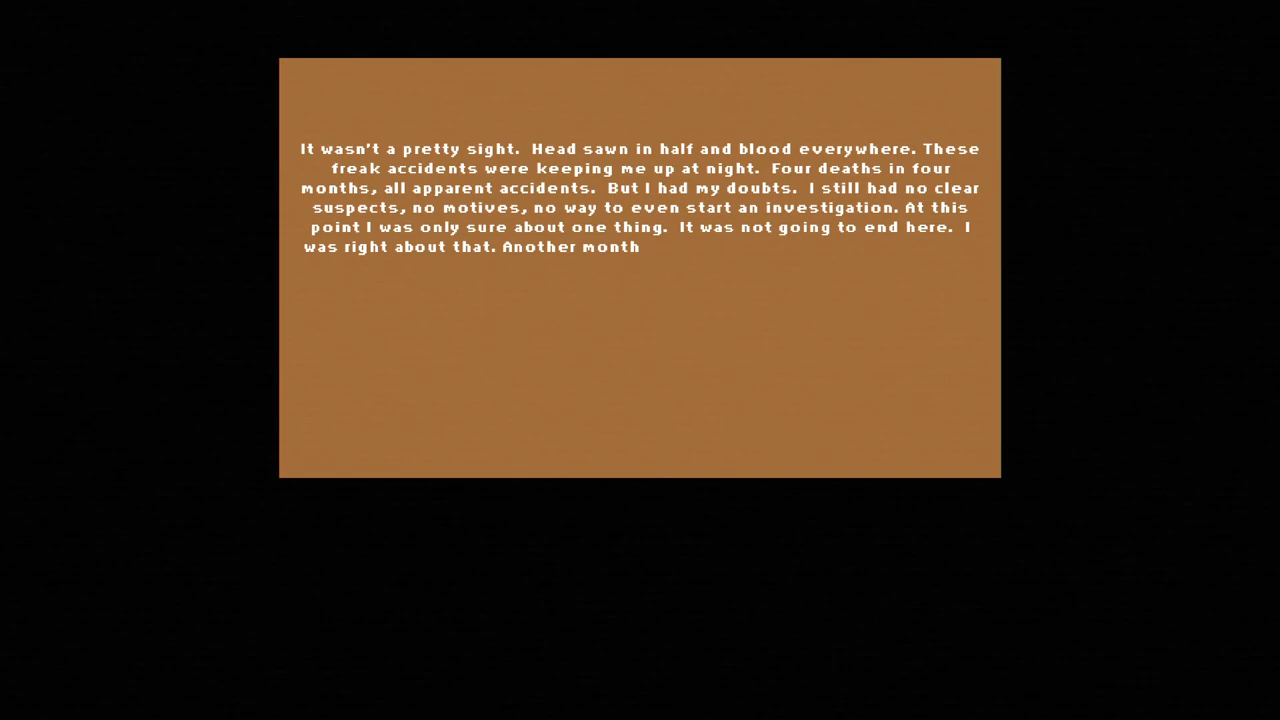 It wasn't a pretty sight.  Head sawn in half and blood everywhere. These
freak accidents were keeping me up at night.  Four deaths in four
months, all apparent accidents.  But I had my doubts.  I still had no clear
suspects, no motives, no way to even start an investigation. At this
point I was only sure about one thing.  It was not going to end here.  I
was right about that. Another month